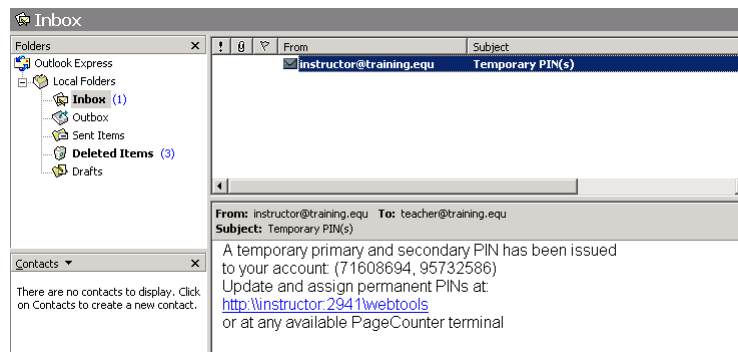 Inbox
Folders x
! From Subject
Outlook Express
Local Folders
Inbox (1)
Outbox
Sent Items
Deleted Items (3)
Drafts
instructor@training.equ Temporary PIN(s)
From: instructor@training.equ To: teacher@training.equ
Subject: Temporary PIN(s)
A temporary primary and secondary PIN has been issued
to your account: (71608694, 95732586)
Update and assign permanent PINs at:
http:\\instructor:2941\webtools
or at any available PageCounter terminal
Contacts x
There are no contacts to display. Click
on Contacts to create a new contact.